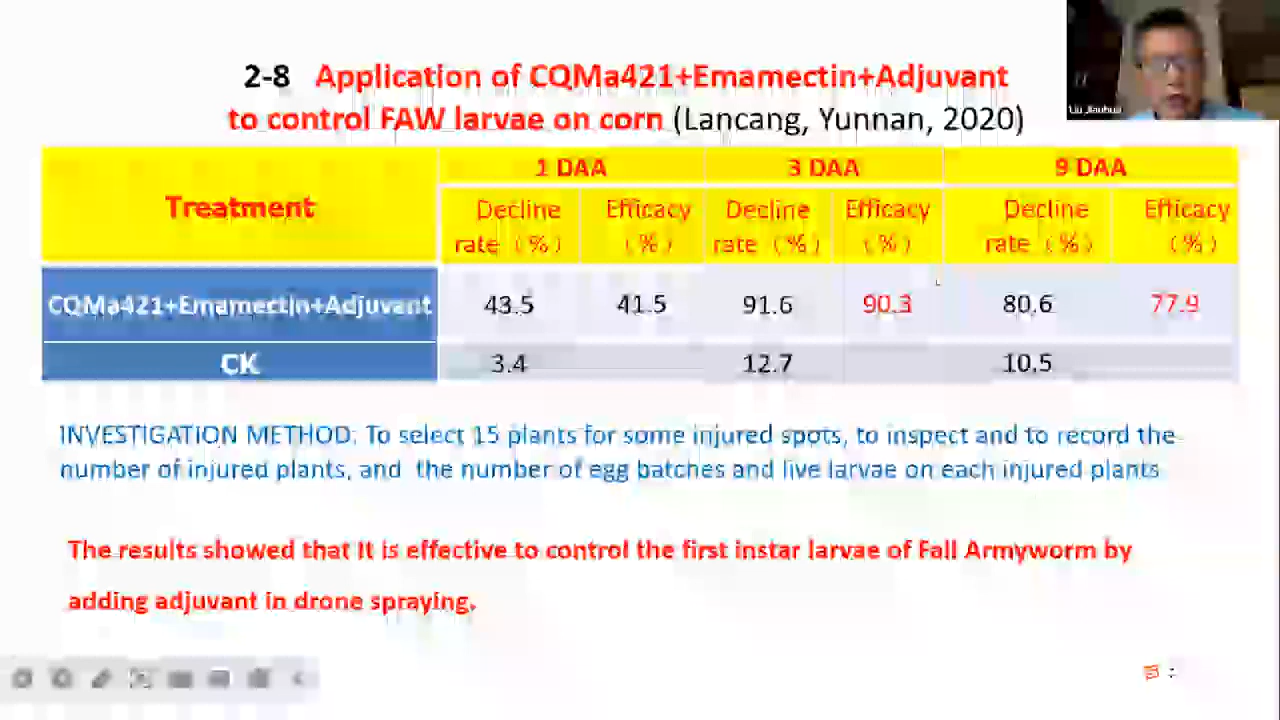 2-8 Application of CQMa421+Emamectin+Adjuvant
to control FAW larvae on corn (Lancang, Yunnan, 2020)
Treatment 1 DAA 3 DAA 9 DAA
Decline rate (%) Efficacy (%) Decline rate (%) Efficacy (%) Decline rate (%) Efficacy (%)
CQMa421+Emamectin+Adjuvant 43.5 41.5 91.6 90.3 80.6 77.9
CK 3.4 12.7 10.5
INVESTIGATION METHOD: To select 15 plants for some injured spots, to inspect and to record the
number of injured plants, and the number of egg batches and live larvae on each injured plants
The results showed that it is effective to control the first instar larvae of Fall Armyworm by
adding adjuvant in drone spraying.